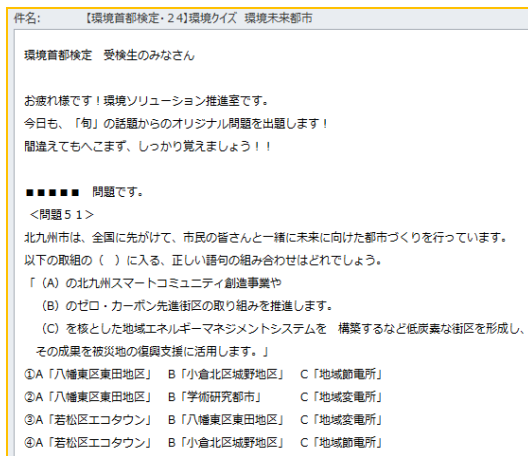 件名: 【環境首都検定・24】環境クイズ 環境未来都市
環境首都検定 受検生のみなさん
お疲れ様です！環境ソリューション推進室です。
今日も、「旬」の話題からのオリジナル問題を出題します！
間違えてもへこまず、しっかり覚えましょう！！
■■■■■ 問題です。
<問題５１>
北九州市は、全国に先がけて、市民の皆さんと一緒に未来に向けた都市づくりを行っています。
以下の取組の（ ）に入る、正しい語句の組み合わせはどれでしょう。
「（A）の北九州スマートコミュニティ創造事業や
（B）のゼロ・カーボン先進街区の取り組みを推進します。
（C）を核とした地域エネルギーマネジメントシステムを 構築するなど低炭素な街区を形成し、
その成果を被災地の復興支援に活用します。」
①A「八幡東区東田地区」 B「小倉北区城野地区」 C「地域節電所」
②A「八幡東区東田地区」 B「学術研究都市」 C「地域変電所」
③A「若松区エコタウン」 B「八幡東区東田地区」 C「地域変電所」
④A「若松区エコタウン」 B「小倉北区城野地区」 C「地域節電所」